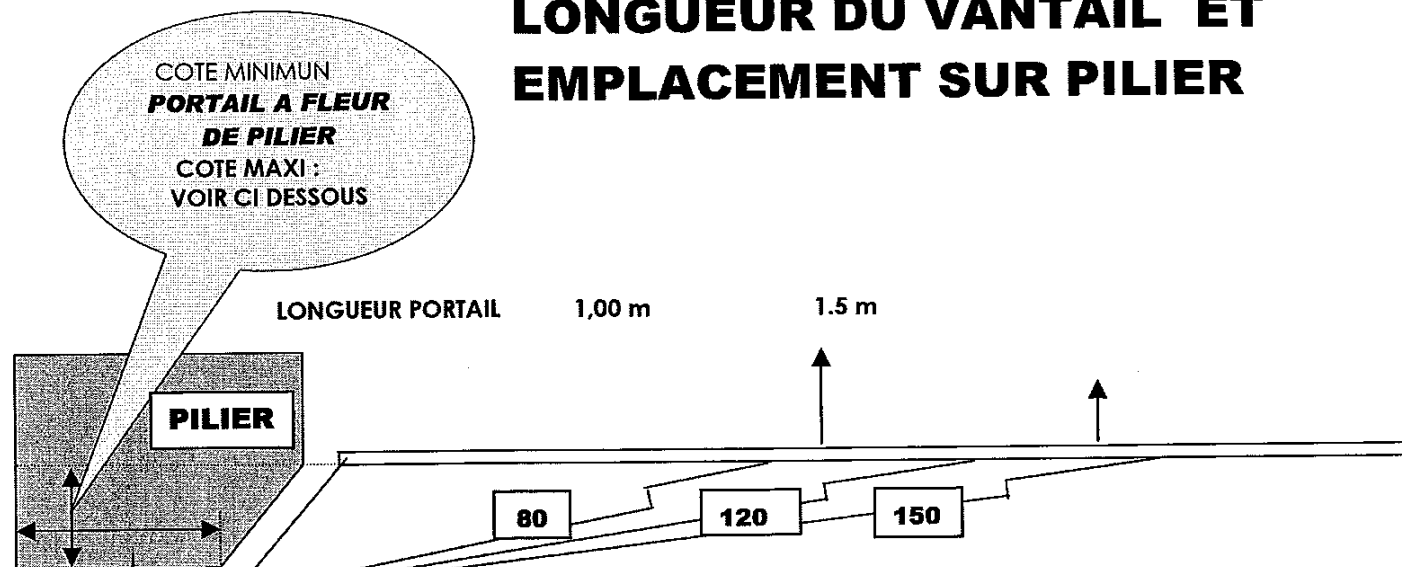 LONGUEUR DU VANTAIL ET
EMPLACEMENT SUR PILIER
COTE MINIMUN
PORTAIL A FLEUR
DE PILIER
COTE MAXI :
VOIR CI DESSOUS
LONGUEUR PORTAIL 1,00 m 1.5 m
PILIER
80 120 150